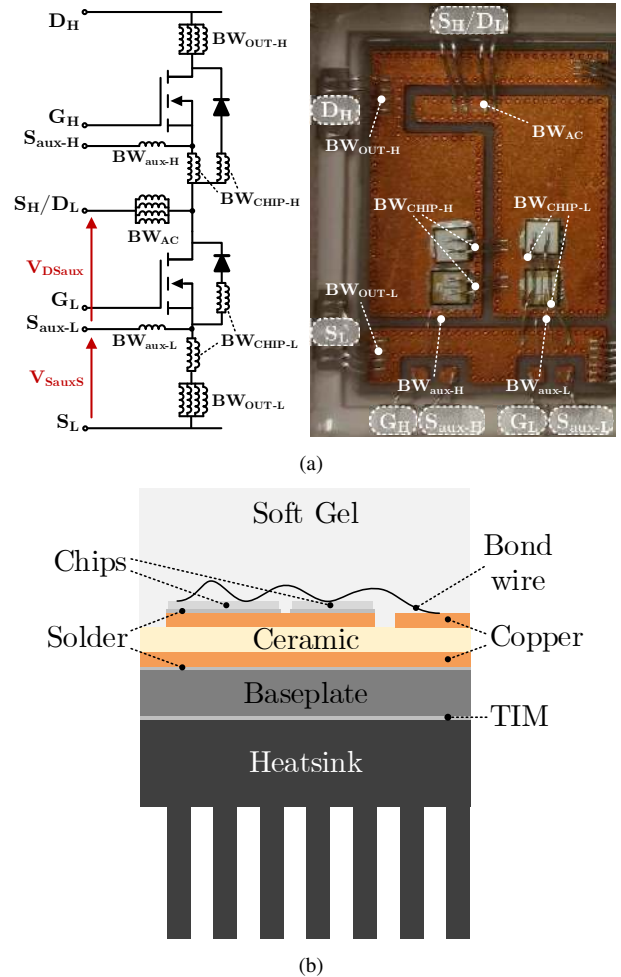 D_H
BW_OUT-H
G_H
S_aux-H
BW_aux-H
BW_CHIP-H
S_H/D_L
BW_AC
V_DSaux
G_L
S_aux-L
BW_aux-L
BW_CHIP-L
V_SauxS
BW_OUT-L
S_L
S_H/D_L
D_H
BW_OUT-H
BW_AC
BW_CHIP-H
BW_CHIP-L
BW_OUT-L
S_L
BW_aux-H
BW_aux-L
G_H
S_aux-H
G_L
S_aux-L
(a)
Soft Gel
Chips
Bond
wire
Solder
Ceramic
Copper
Baseplate
TIM
Heatsink
(b)